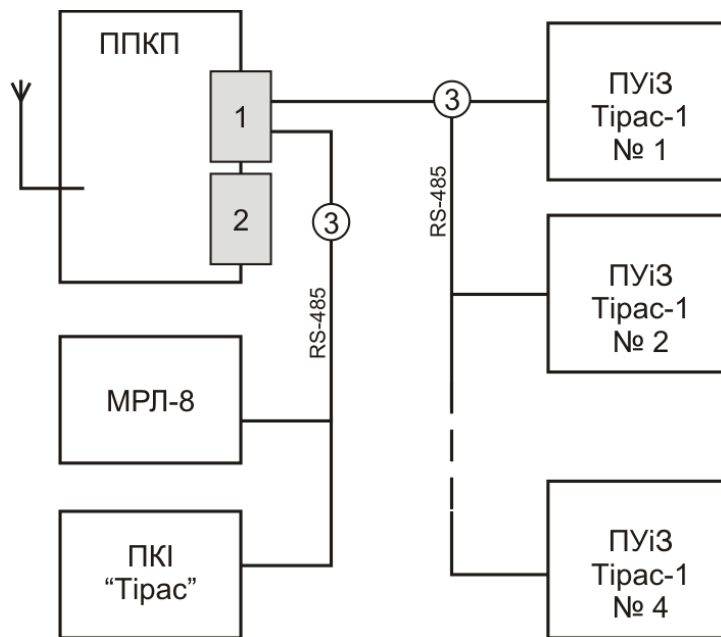 ППКП
1
2
3
RS-485
3
RS-485
ПУіЗ
Тірас-1
№ 1
ПУіЗ
Тірас-1
№ 2
МРЛ-8
ПКІ
“Тірас”
ПУіЗ
Тірас-1
№ 4